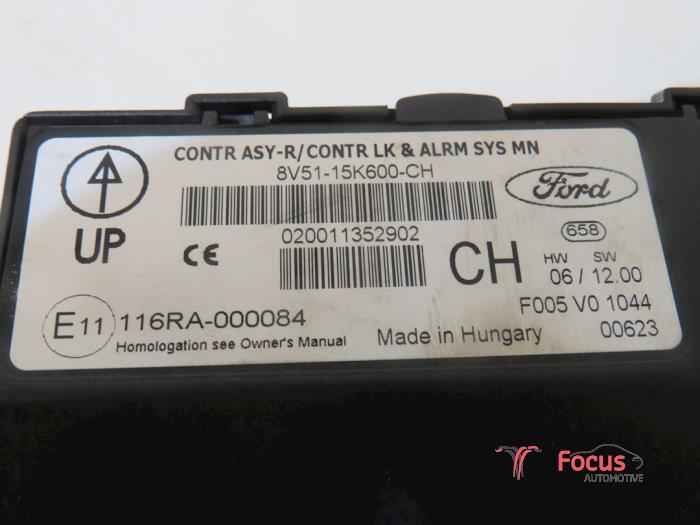 CONTR ASY-R/CONTR LK & ALRM SYS MN
8V51-15K600-CH
Ford
UP
CE
020011352902
CH
658
HW SW
06 / 12.00
E11 116RA-000084
F005 V0 1044
Homologation see Owner's Manual
Made in Hungary
00623
Focus
AUTOMOTIVE